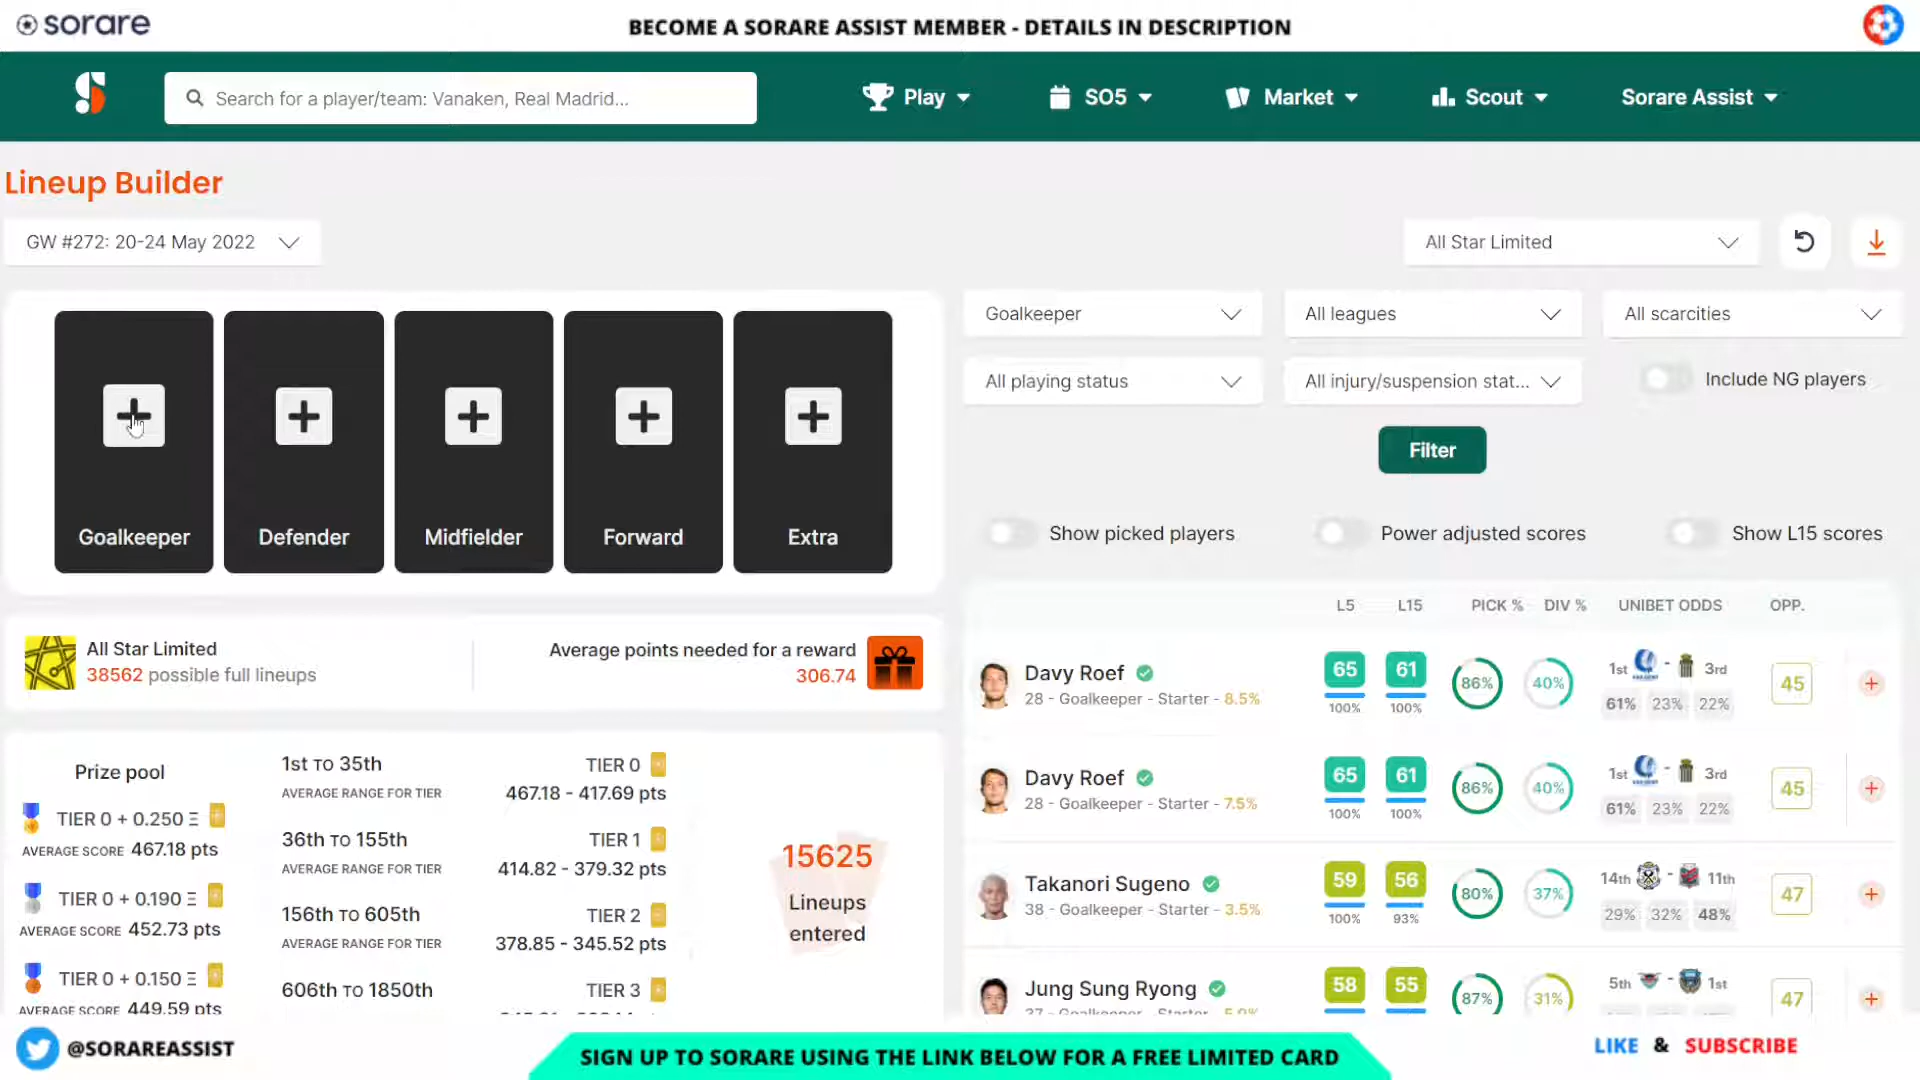 sorare
BECOME A SORARE ASSIST MEMBER - DETAILS IN DESCRIPTION
Search for a player/team: Vanaken, Real Madrid...
Play
SO5
Market
Scout
Sorare Assist
Lineup Builder
GW #272: 20-24 May 2022
All Star Limited
Goalkeeper
Defender
Midfielder
Forward
Extra
Goalkeeper
All leagues
All scarcities
All playing status
All injury/suspension stat...
Include NG players
Filter
Show picked players
Power adjusted scores
Show L15 scores
All Star Limited
38562 possible full lineups
Average points needed for a reward
306.74
Prize pool
TIER 0 + 0.250 Ξ
AVERAGE SCORE 467.18 pts
TIER 0 + 0.190 Ξ
AVERAGE SCORE 452.73 pts
TIER 0 + 0.150 Ξ
AVERAGE SCORE 449.59 pts
1st TO 35th
TIER 0
AVERAGE RANGE FOR TIER
467.18 - 417.69 pts
36th TO 155th
TIER 1
AVERAGE RANGE FOR TIER
414.82 - 379.32 pts
156th TO 605th
TIER 2
AVERAGE RANGE FOR TIER
378.85 - 345.52 pts
606th TO 1850th
TIER 3
15625
Lineups
entered
L5 L15 PICK % DIV % UNIBET ODDS OPP.
Davy Roef
28 - Goalkeeper - Starter - 8.5%
65 61
100% 100%
86% 40%
1st - 3rd
61% 23% 22%
45
Davy Roef
28 - Goalkeeper - Starter - 7.5%
65 61
100% 100%
86% 40%
1st - 3rd
61% 23% 22%
45
Takanori Sugeno
38 - Goalkeeper - Starter - 3.5%
59 56
100% 93%
80% 37%
14th - 11th
29% 32% 48%
47
Jung Sung Ryong
37 - Goalkeeper - Starter - 5.0%
58 55
87% 31%
5th - 1st
47
@SORAREASSIST
SIGN UP TO SORARE USING THE LINK BELOW FOR A FREE LIMITED CARD
LIKE & SUBSCRIBE